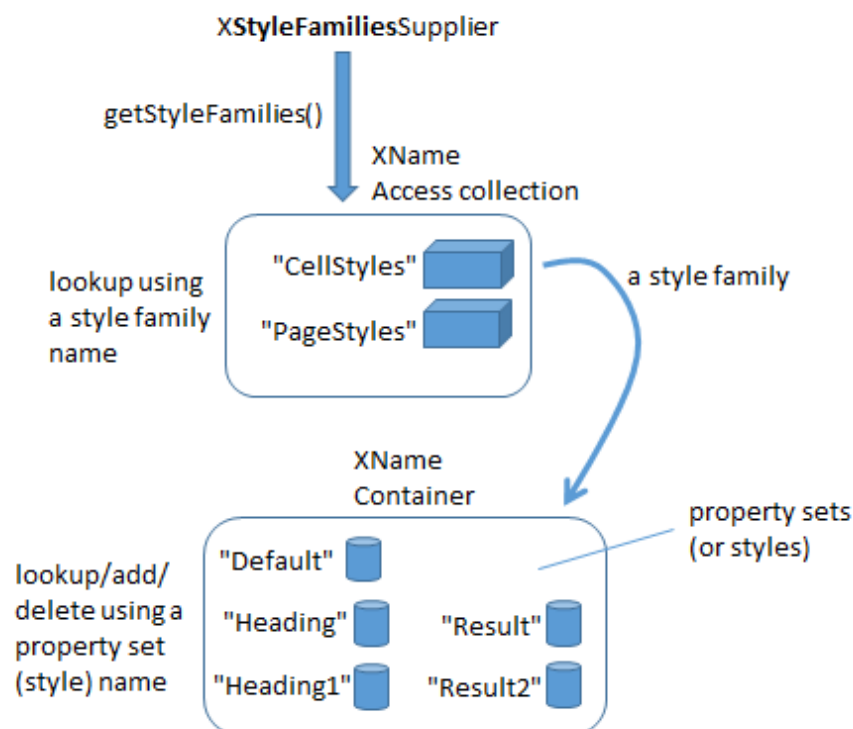 XStyleFamiliesSupplier
getStyleFamilies()
XName
Access collection
"CellStyles"
a style family
lookup using
a style family
name
"PageStyles"
XName
Container
property sets
(or styles)
"Default"
lookup/add/
delete using a
property set
(style) name
"Heading"
"Result"
"Heading1"
"Result2"